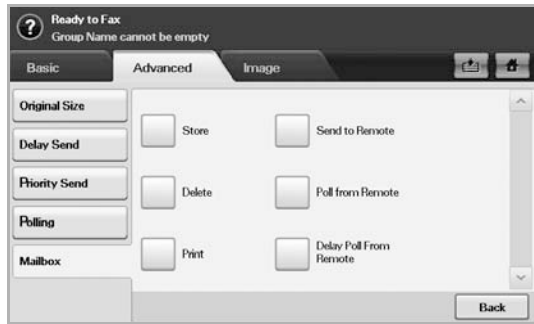 ?
Ready to Fax
Group Name cannot be empty
Basic
Advanced
Image
Original Size
Delay Send
Priority Send
Polling
Mailbox
Store
Send to Remote
Delete
Poll from Remote
Print
Delay Poll From
Remote
Back